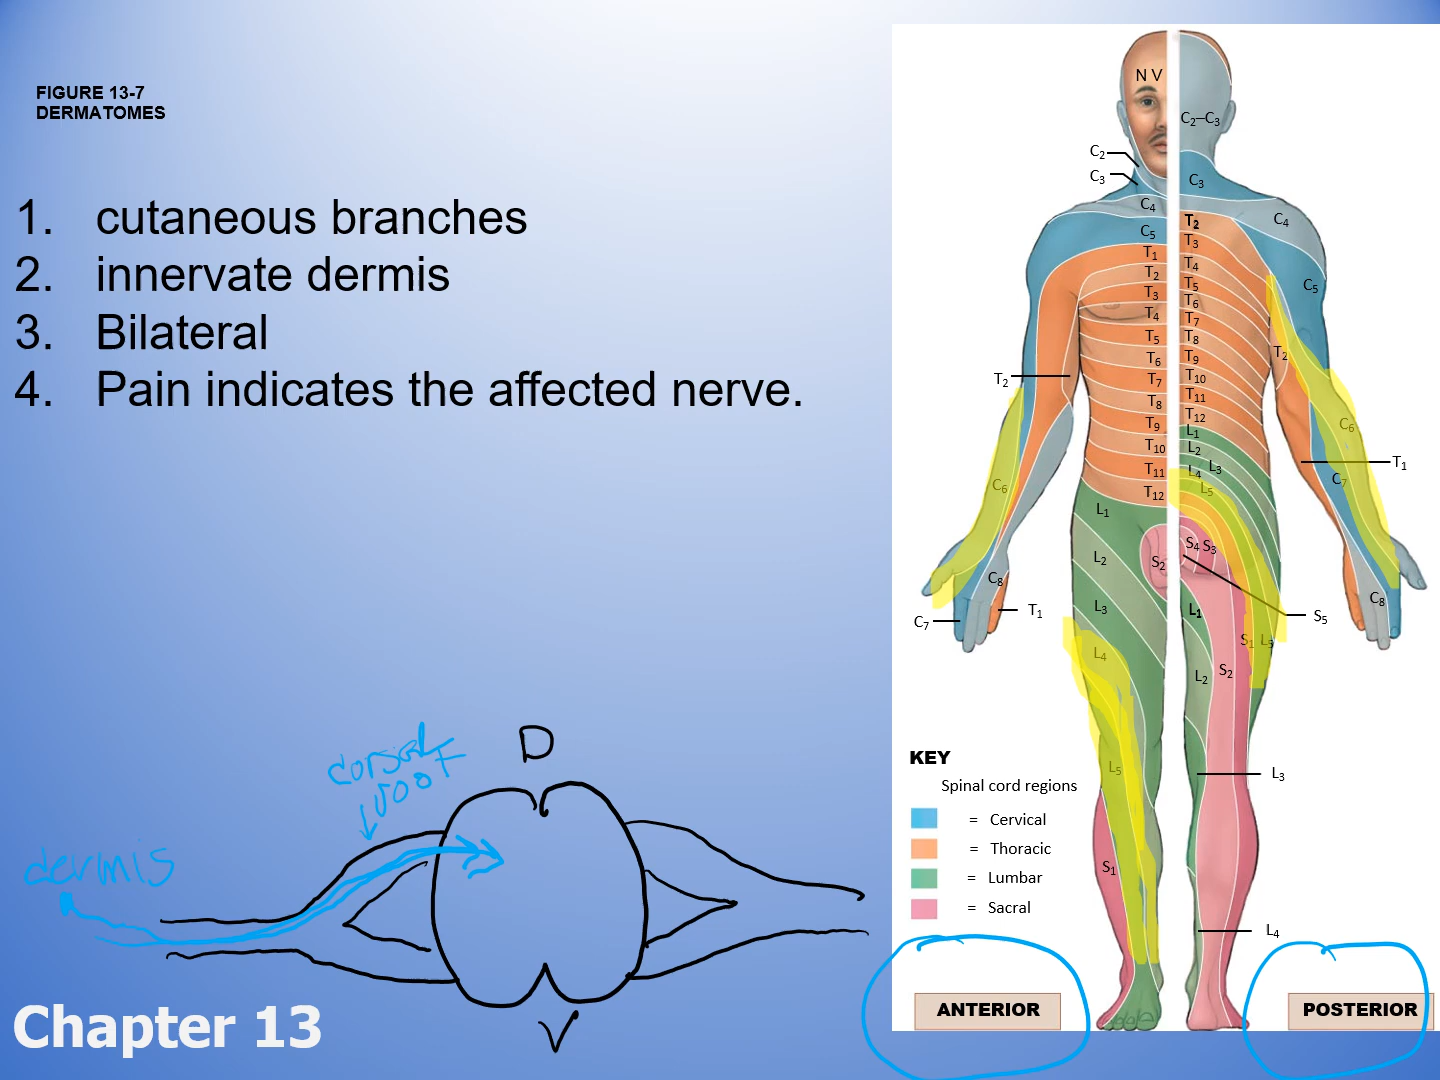 FIGURE 13-7
DERMATOMES
1. cutaneous branches
2. innervate dermis
3. Bilateral
4. Pain indicates the affected nerve.
D
dorsal
root
dermis
V
Chapter 13
N V
C2–C3
C2
C3
C3
C4
C4
C5
C5
T1
T2
T3
T4
T5
T6
T7
T8
T9
T10
T11
T12
T2
T3
T4
T5
T6
T7
T8
T9
T10
T11
T12
L1
L2
L3
L4
L5
T2
T2
C6
C6
T1
C7
C8
C8
T1
C7
L1
L2
L3
L4
L5
S1
S2
S4 S3
S5
L1
S1 L3
L2
S2
L3
L4
KEY
Spinal cord regions
= Cervical
= Thoracic
= Lumbar
= Sacral
ANTERIOR
POSTERIOR